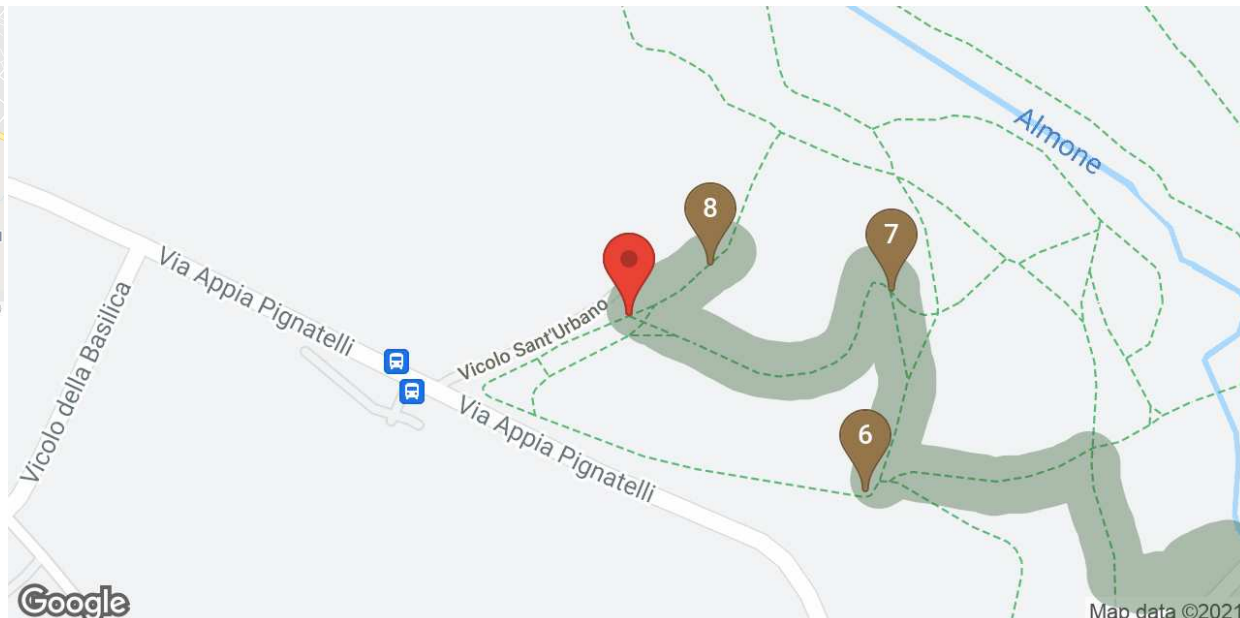 Almone
8
7
Via Appia Pignatelli
Vicolo Sant'Urbano
Vicolo della Basilica
Via Appia Pignatelli
6
Google
Map data ©2021